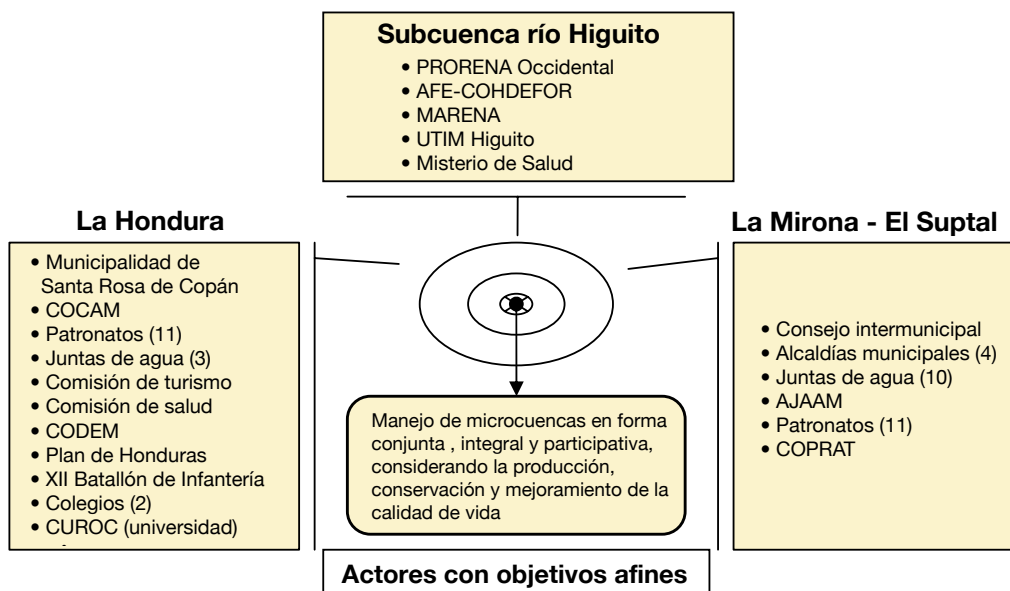 Subcuenca río Higuito
• PRORENA Occidental
• AFE-COHDEFOR
• MARENA
• UTIM Higuito
• Misterio de Salud
La Hondura
• Municipalidad de
Santa Rosa de Copán
• COCAM
• Patronatos (11)
• Juntas de agua (3)
• Comisión de turismo
• Comisión de salud
• CODEM
• Plan de Honduras
• XII Batallón de Infantería
• Colegios (2)
• CUROC (universidad)
La Mirona - El Suptal
• Consejo intermunicipal
• Alcaldías municipales (4)
• Juntas de agua (10)
• AJAAM
• Patronatos (11)
• COPRAT
Manejo de microcuencas en forma
conjunta , integral y participativa,
considerando la producción,
conservación y mejoramiento de la
calidad de vida
Actores con objetivos afines